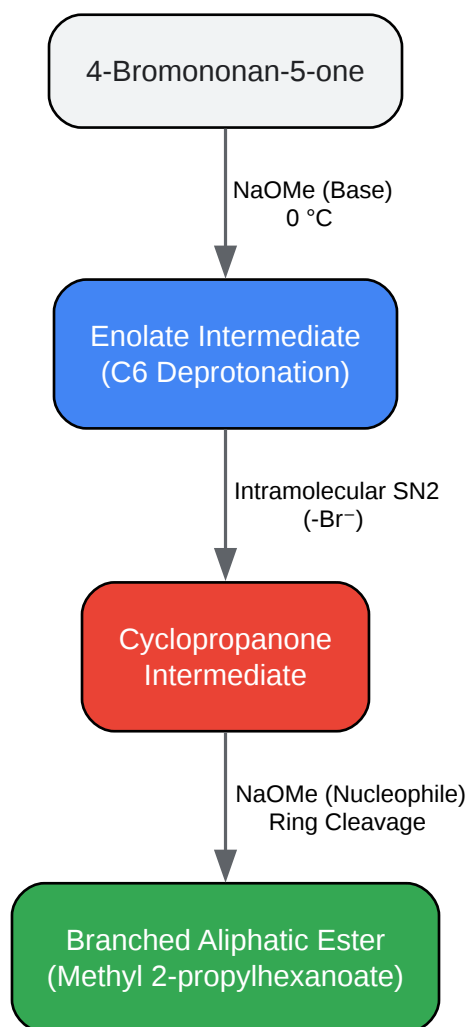 4-Bromononan-5-one
NaOMe (Base)
0 °C
Enolate Intermediate
(C6 Deprotonation)
Intramolecular SN2
(-Br⁻)
Cyclopropanone
Intermediate
NaOMe (Nucleophile)
Ring Cleavage
Branched Aliphatic Ester
(Methyl 2-propylhexanoate)